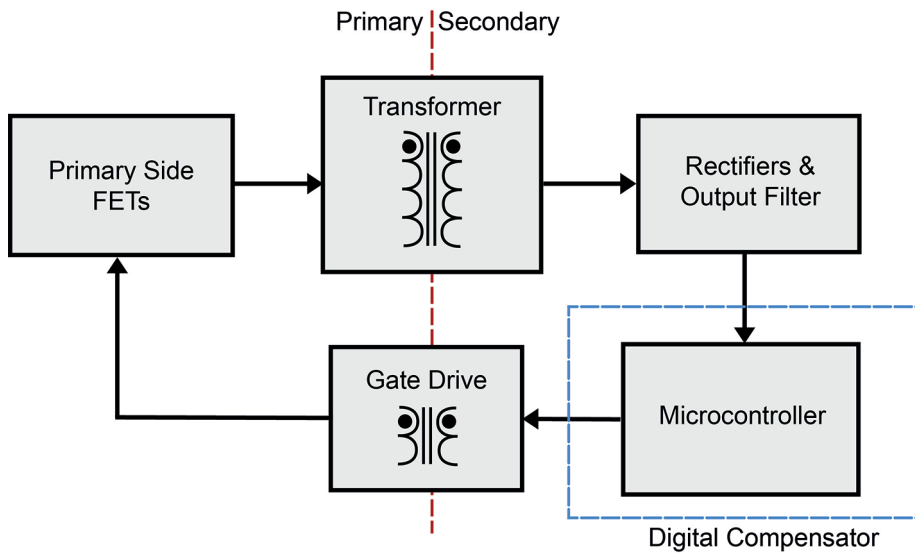 Primary Secondary
Transformer
Primary Side
FETs
Rectifiers &
Output Filter
Gate Drive
Microcontroller
Digital Compensator